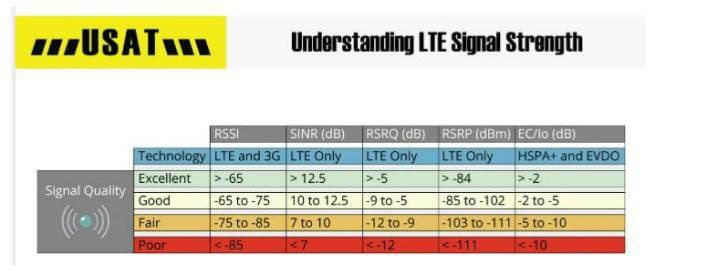 USAT
Understanding LTE Signal Strength
RSSI SINR (dB) RSRQ (dB) RSRP (dBm) EC/Io (dB)
Technology LTE and 3G LTE Only LTE Only LTE Only HSPA+ and EVDO
Signal Quality
Excellent > -65 > 12.5 > -5 > -84 > -2
Good -65 to -75 10 to 12.5 -9 to -5 -85 to -102 -2 to -5
Fair -75 to -85 7 to 10 -12 to -9 -103 to -111 -5 to -10
Poor < -85 < 7 < -12 < -111 < -10